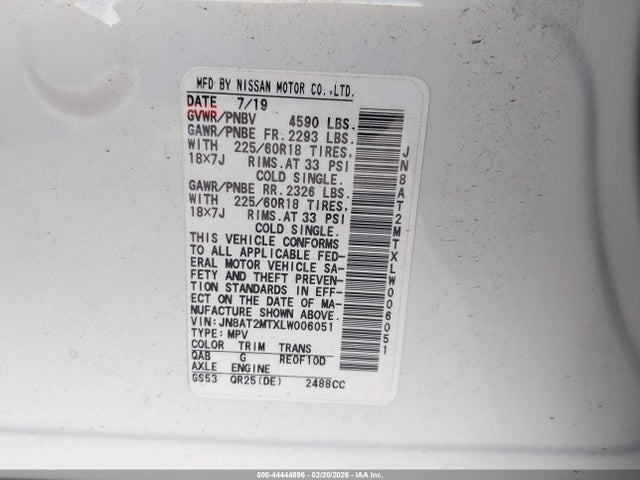 MFD BY NISSAN MOTOR CO.,LTD.
DATE 7/19
GVWR/PNBV 4590 LBS.
GAWR/PNBE FR. 2293 LBS.
WITH 225/60R18 TIRES.
18X7J RIMS. AT 33 PSI
COLD SINGLE.
GAWR/PNBE RR. 2326 LBS.
WITH 225/60R18 TIRES.
18X7J RIMS. AT 33 PSI
COLD SINGLE.
THIS VEHICLE CONFORMS
TO ALL APPLICABLE FED-
ERAL MOTOR VEHICLE SA-
FETY AND THEFT PREVEN-
TION STANDARDS IN EFF-
ECT ON THE DATE OF MA-
NUFACTURE SHOWN ABOVE.
VIN: JN8AT2MTXLW006051
TYPE: MPV
COLOR TRIM TRANS
QAB G RE0F10D
AXLE ENGINE
GS53 QR25(DE) 2488CC
JN8AT2MTXLW006051
000-44444896 - 02/20/2026 - IAA Inc.